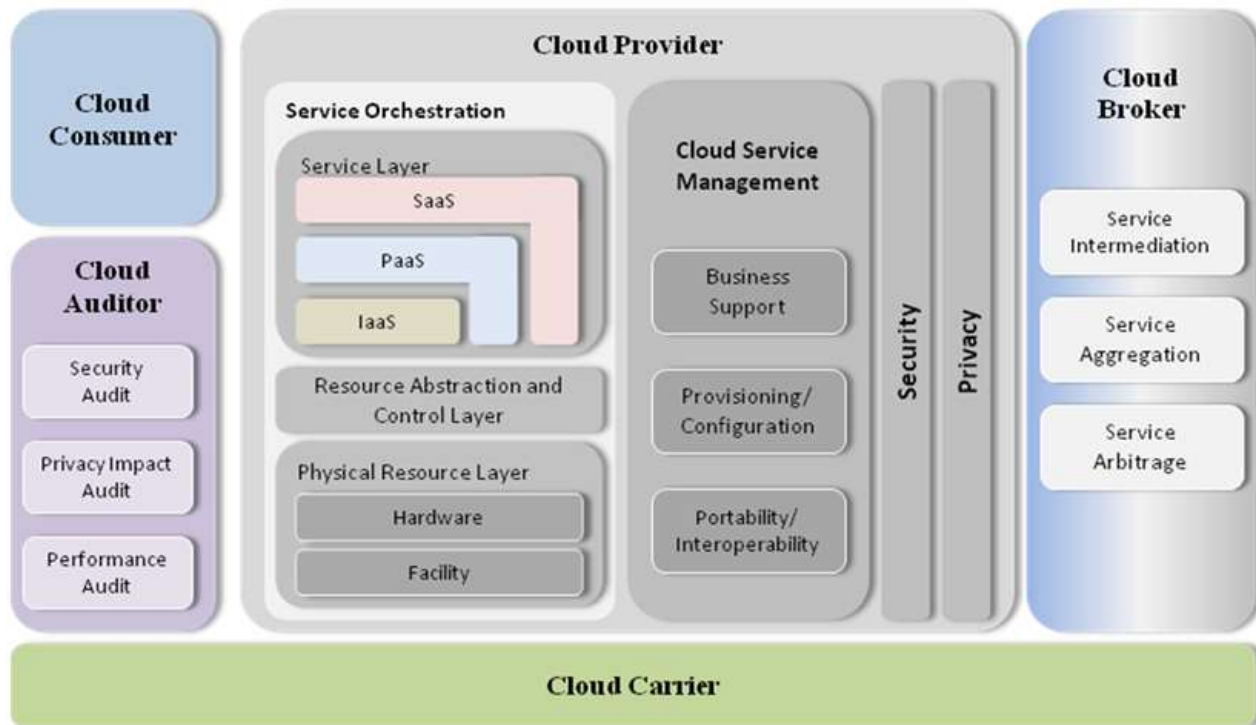 Cloud
Consumer
Cloud
Auditor
Security
Audit
Privacy Impact
Audit
Performance
Audit
Cloud Provider
Service Orchestration
Service Layer
SaaS
PaaS
IaaS
Resource Abstraction and
Control Layer
Physical Resource Layer
Hardware
Facility
Cloud Service
Management
Business
Support
Provisioning/
Configuration
Portability/
Interoperability
Security
Privacy
Cloud
Broker
Service
Intermediation
Service
Aggregation
Service
Arbitrage
Cloud Carrier